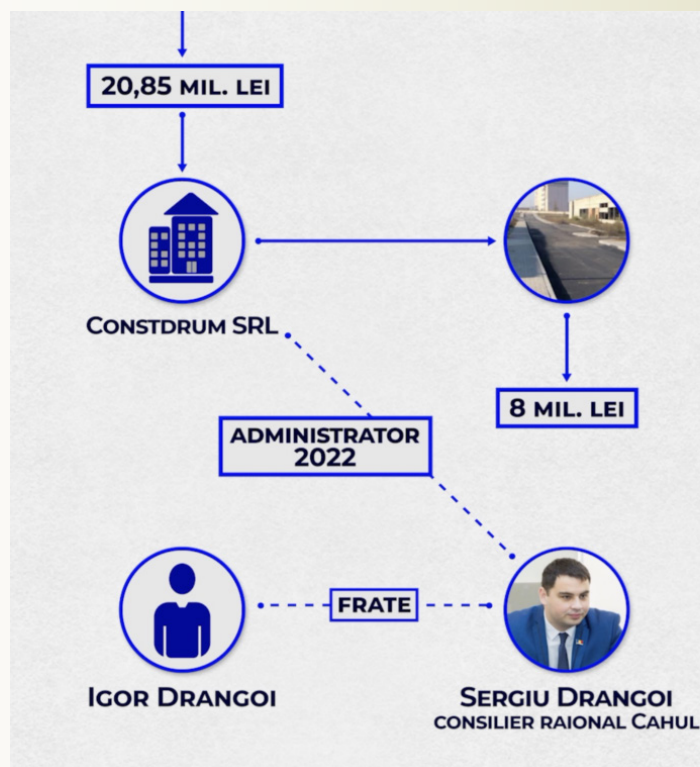 20,85 MIL. LEI
CONSTDRUM SRL
8 MIL. LEI
ADMINISTRATOR
2022
FRATE
IGOR DRANGOI
SERGIU DRANGOI
CONSILIER RAIONAL CAHUL